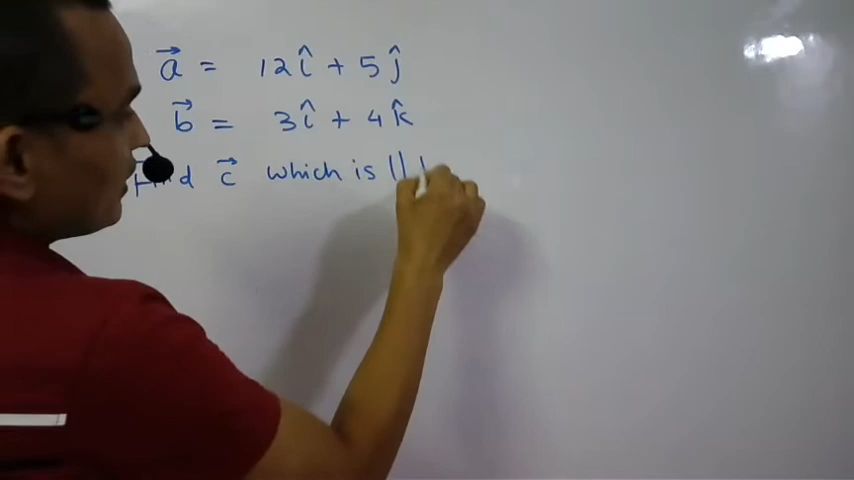 a⃗ = 12î + 5ĵ
b⃗ = 3î + 4k̂
Find c⃗ which is ||